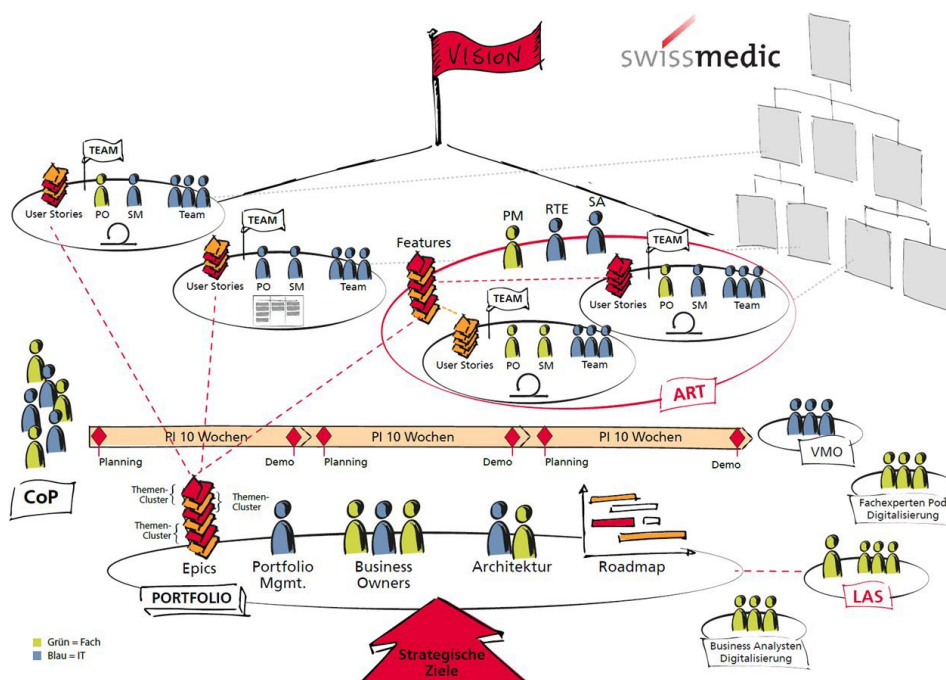 VISION
swissmedic
TEAM
User Stories
PO
SM
Team
TEAM
User Stories
PO
SM
Team
Features
PM
RTE
SA
TEAM
User Stories
PO
SM
Team
TEAM
User Stories
PO
SM
Team
ART
CoP
PI 10 Wochen
PI 10 Wochen
PI 10 Wochen
Planning
Demo
Planning
Demo
Planning
Demo
VMO
Fachexperten Pod
Digitalisierung
Themen-
Cluster
Themen-
Cluster
Themen-
Cluster
Epics
Portfolio
Mgmt.
Business
Owners
Architektur
Roadmap
PORTFOLIO
LAS
Business Analysten
Digitalisierung
Grün = Fach
Blau = IT
Strategische
Ziele